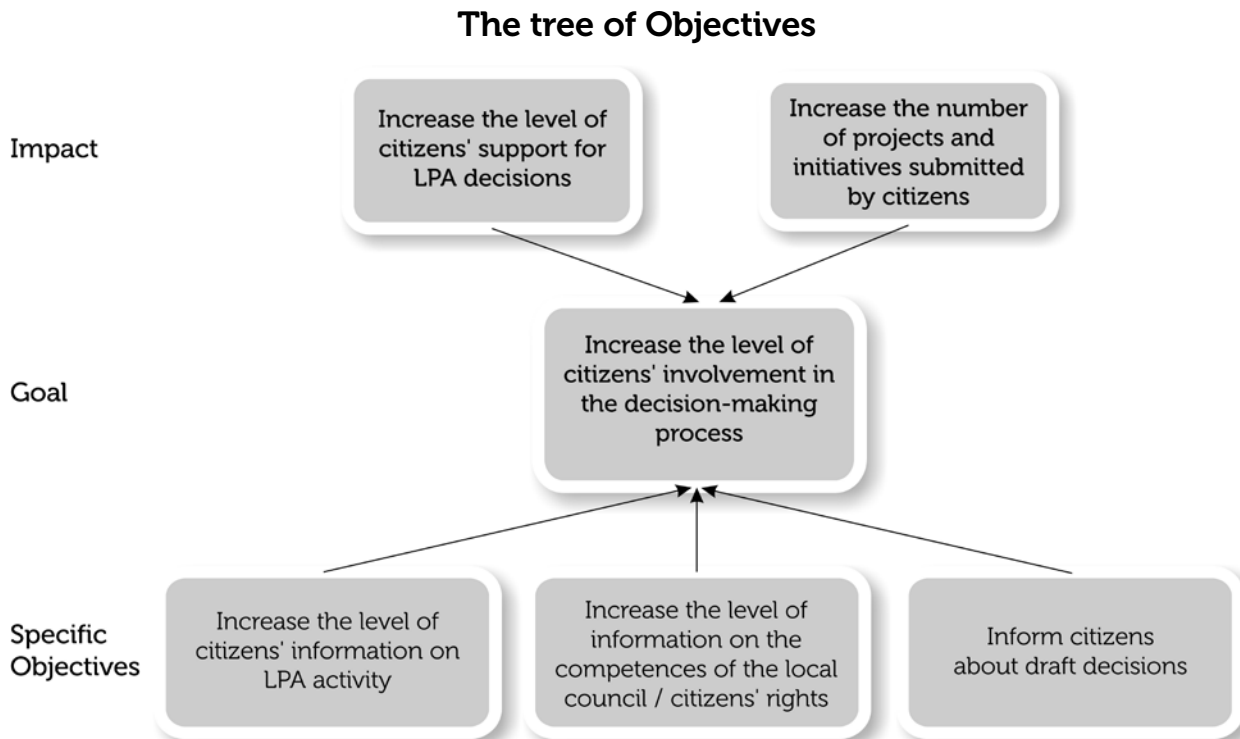 The tree of Objectives
Impact
Increase the level of
citizens' support for
LPA decisions
Increase the number
of projects and
initiatives submitted
by citizens
Goal
Increase the level of
citizens' involvement in
the decision-making
process
Specific
Objectives
Increase the level of
citizens' information on
LPA activity
Increase the level of
information on the
competences of the local
council / citizens' rights
Inform citizens
about draft decisions